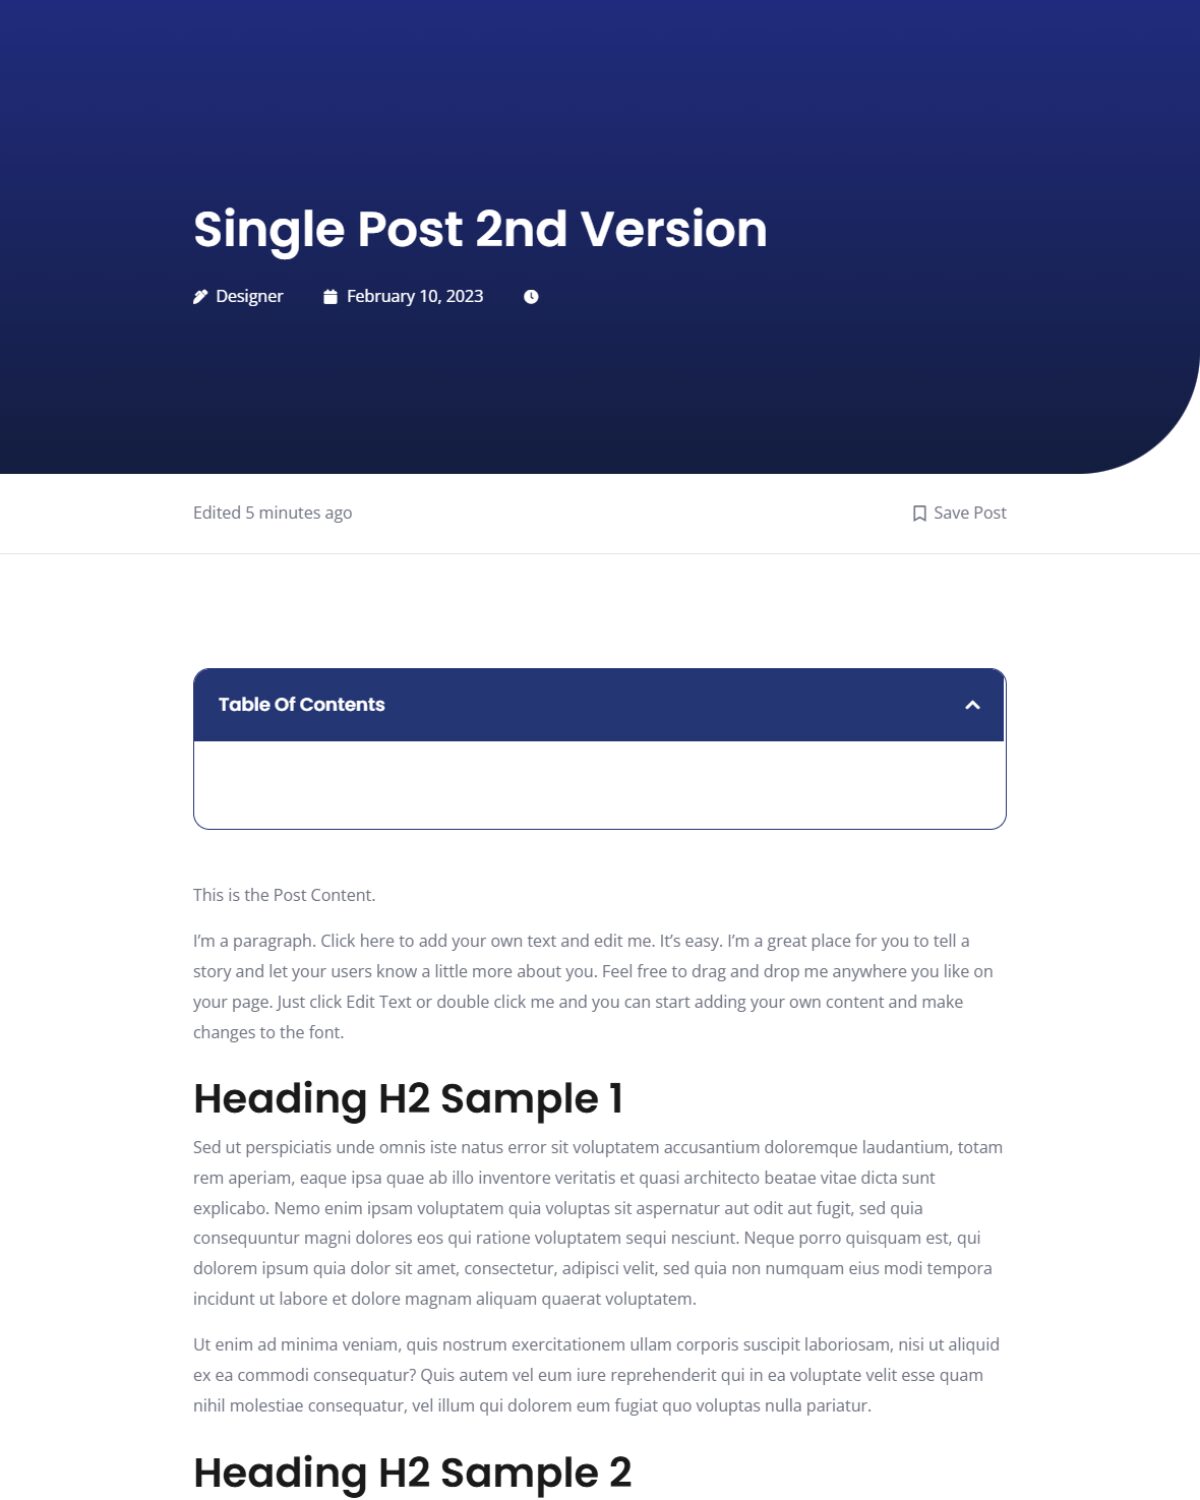 Single Post 2nd Version
Designer
February 10, 2023
Edited 5 minutes ago
Save Post
Table Of Contents
This is the Post Content.
I’m a paragraph. Click here to add your own text and edit me. It’s easy. I’m a great place for you to tell a
story and let your users know a little more about you. Feel free to drag and drop me anywhere you like on
your page. Just click Edit Text or double click me and you can start adding your own content and make
changes to the font.
Heading H2 Sample 1
Sed ut perspiciatis unde omnis iste natus error sit voluptatem accusantium doloremque laudantium, totam
rem aperiam, eaque ipsa quae ab illo inventore veritatis et quasi architecto beatae vitae dicta sunt
explicabo. Nemo enim ipsam voluptatem quia voluptas sit aspernatur aut odit aut fugit, sed quia
consequuntur magni dolores eos qui ratione voluptatem sequi nesciunt. Neque porro quisquam est, qui
dolorem ipsum quia dolor sit amet, consectetur, adipisci velit, sed quia non numquam eius modi tempora
incidunt ut labore et dolore magnam aliquam quaerat voluptatem.
Ut enim ad minima veniam, quis nostrum exercitationem ullam corporis suscipit laboriosam, nisi ut aliquid
ex ea commodi consequatur? Quis autem vel eum iure reprehenderit qui in ea voluptate velit esse quam
nihil molestiae consequatur, vel illum qui dolorem eum fugiat quo voluptas nulla pariatur.
Heading H2 Sample 2